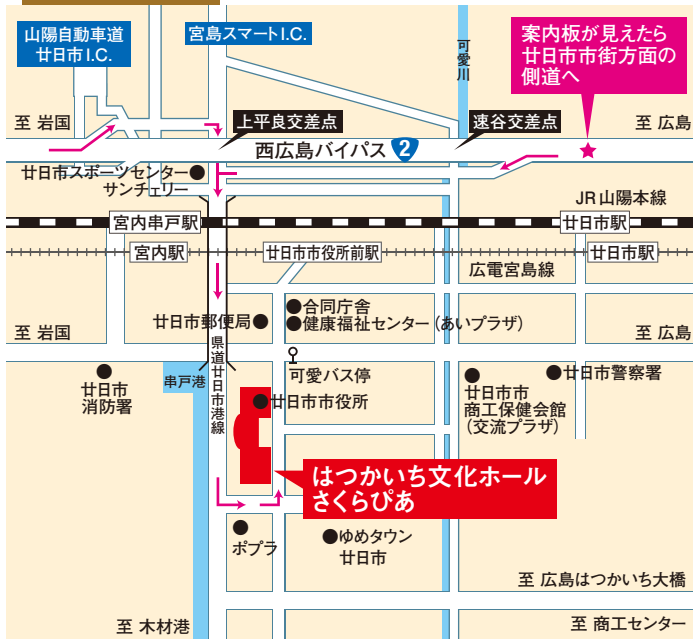 山陽自動車道
廿日市I.C.
宮島スマートI.C.
可愛川
案内板が見えたら
廿日市市街方面の
側道へ
至 岩国
上平良交差点
速谷交差点
至 広島
西広島バイパス 2
廿日市スポーツセンター
サンチェリー
JR山陽本線
宮内串戸駅
廿日市駅
宮内駅
廿日市市役所前駅
廿日市駅
広電宮島線
合同庁舎
廿日市郵便局
健康福祉センター(あいプラザ)
至 岩国
至 広島
県道廿日市港線
可愛バス停
串戸港
廿日市
消防署
廿日市市役所
廿日市市
商工保健会館
(交流プラザ)
廿日市警察署
はつかいち文化ホール
さくらぴあ
ポプラ
ゆめタウン
廿日市
至 広島はつかいち大橋
至 木材港
至 商工センター